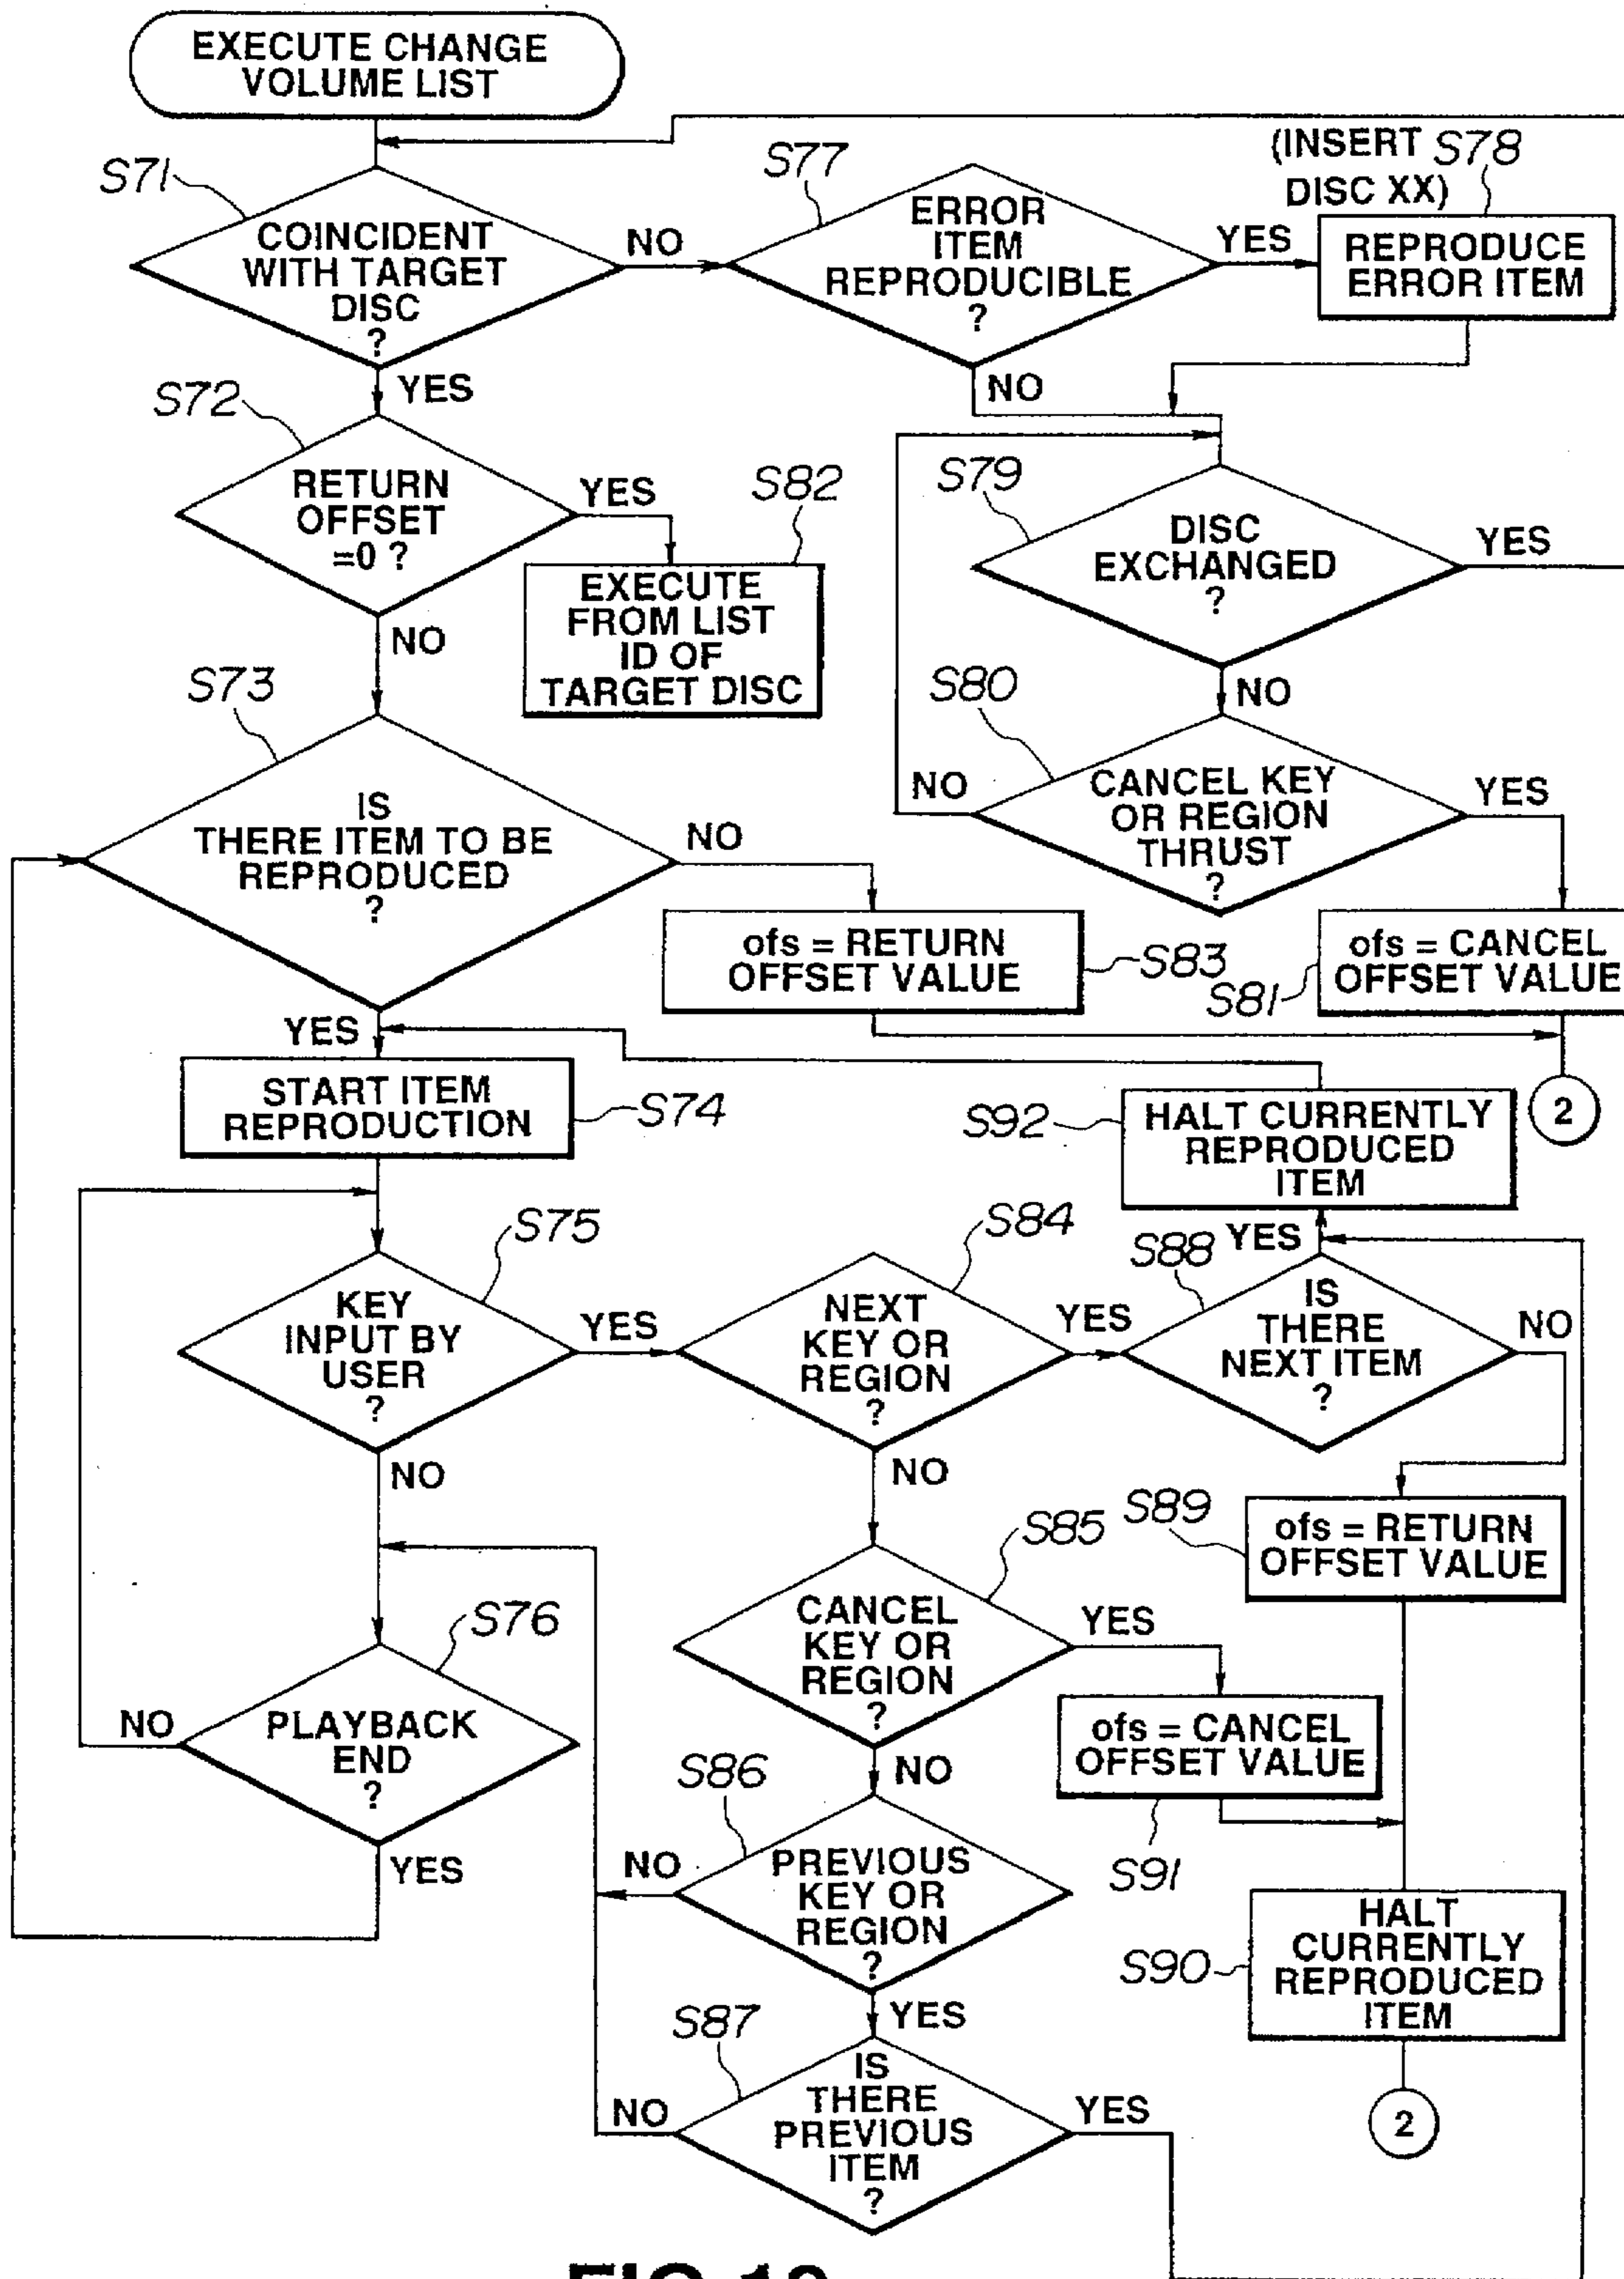 EXECUTE CHANGE
VOLUME LIST
S71
COINCIDENT
WITH TARGET
DISC
?
NO
YES
S77
ERROR
ITEM
REPRODUCIBLE
?
YES
NO
(INSERT
DISC XX)
S78
REPRODUCE
ERROR ITEM
S72
RETURN
OFFSET
=0 ?
YES
NO
S82
EXECUTE
FROM LIST
ID OF
TARGET DISC
S79
DISC
EXCHANGED
?
YES
NO
S73
IS
THERE ITEM TO BE
REPRODUCED
?
NO
YES
S80
CANCEL KEY
OR REGION
THRUST
?
NO
YES
ofs = RETURN
OFFSET VALUE
S83
S81
ofs = CANCEL
OFFSET VALUE
2
START ITEM
REPRODUCTION
S74
S92
HALT CURRENTLY
REPRODUCED
ITEM
S75
KEY
INPUT BY
USER
?
YES
NO
S84
NEXT
KEY OR
REGION
?
YES
NO
S88
YES
IS
THERE
NEXT ITEM
?
NO
S89
ofs = RETURN
OFFSET VALUE
S85
CANCEL
KEY OR
REGION
?
YES
NO
S76
PLAYBACK
END
?
NO
YES
ofs = CANCEL
OFFSET VALUE
S91
S86
PREVIOUS
KEY OR
REGION
?
NO
YES
S90
HALT
CURRENTLY
REPRODUCED
ITEM
2
S87
IS
THERE
PREVIOUS
ITEM
?
NO
YES